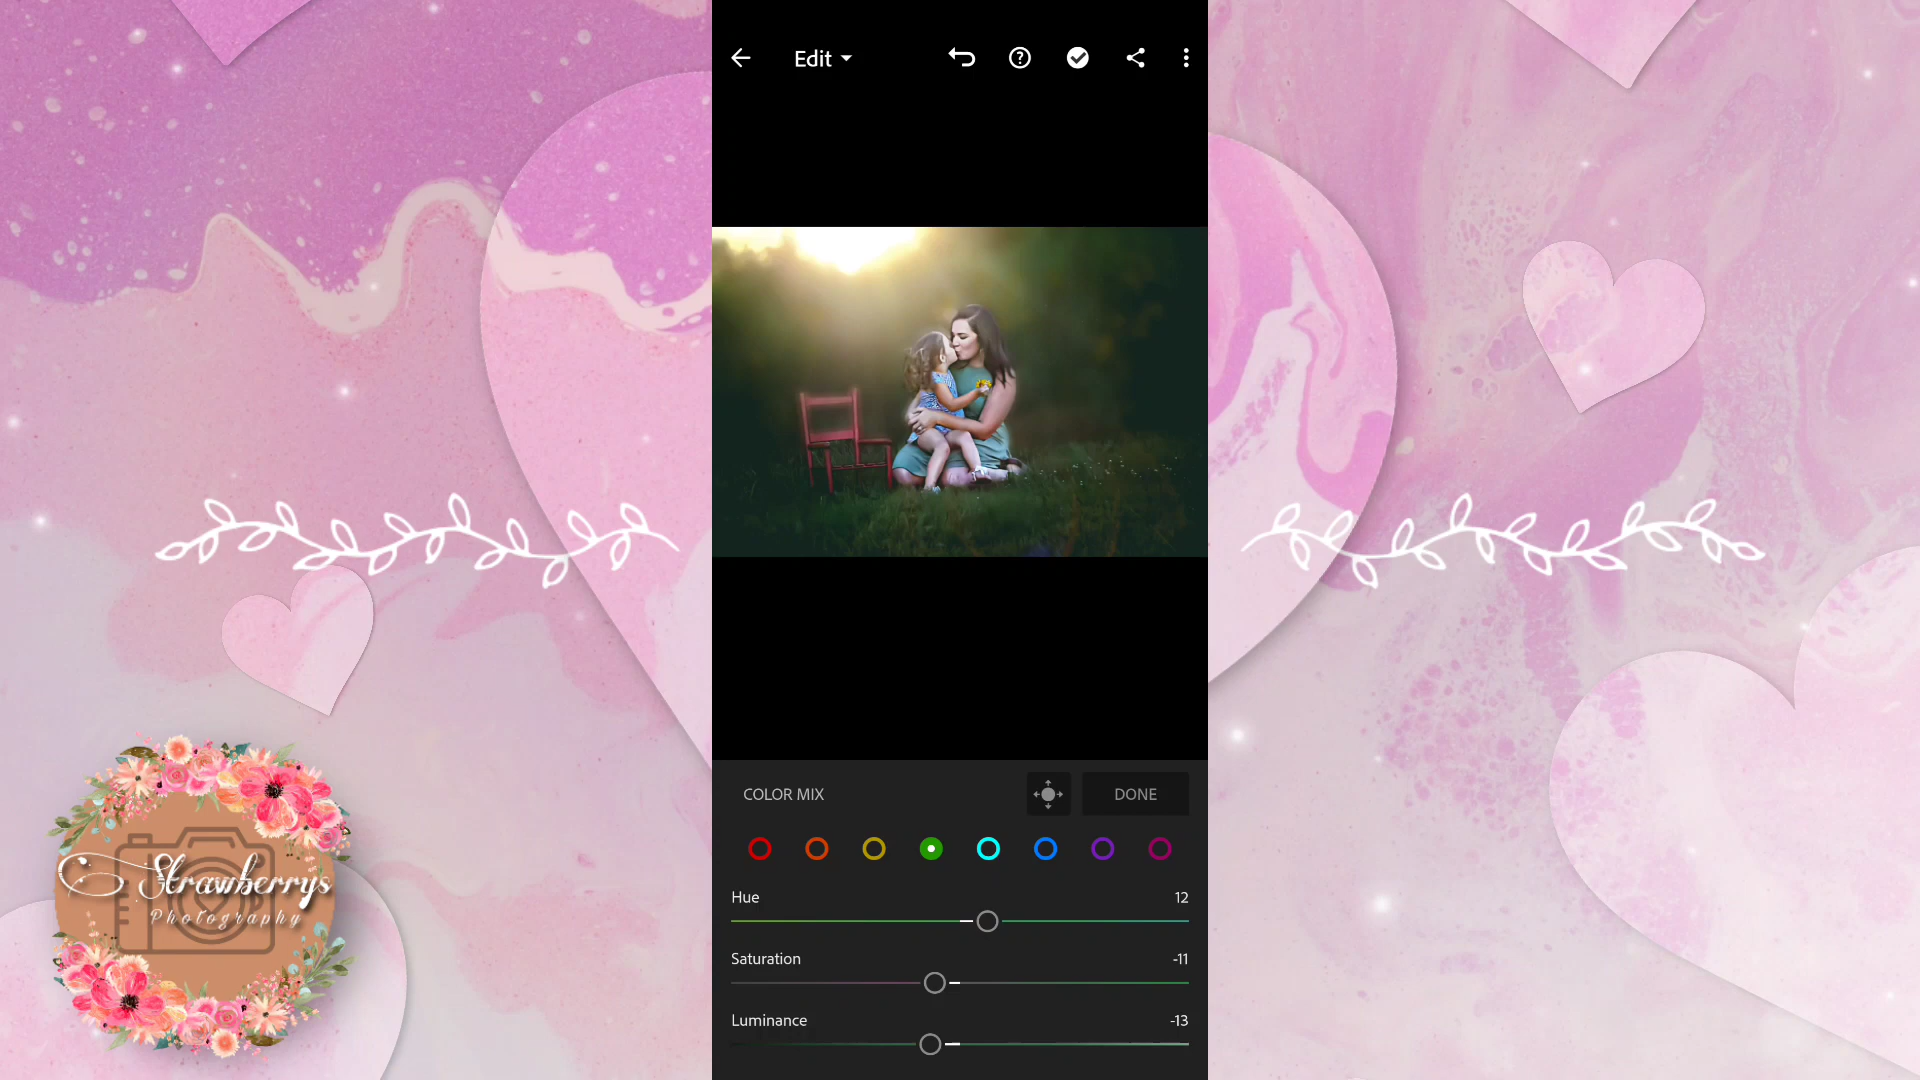 Edit
COLOR MIX
DONE
Hue
12
Saturation
-11
Luminance
-13
Strawberrys
Photography